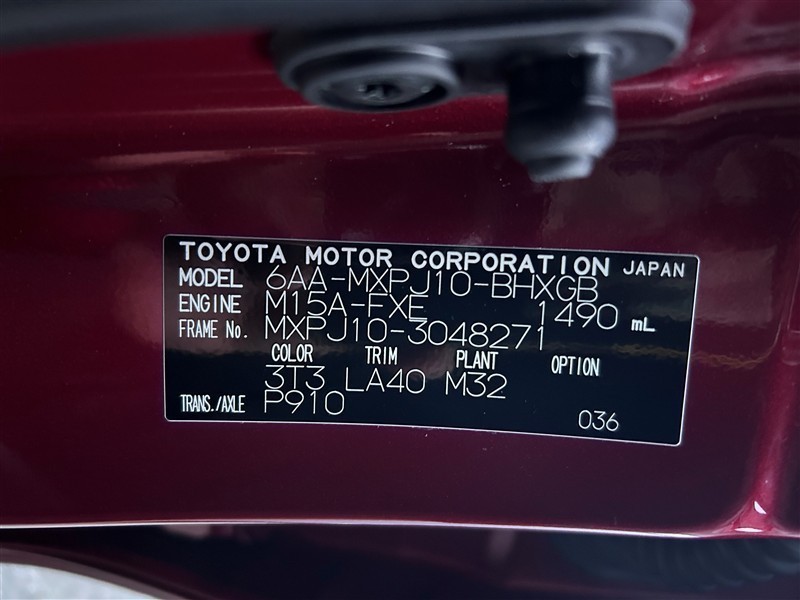 TOYOTA MOTOR CORPORATION JAPAN
MODEL 6AA-MXPJ10-BHXGB
ENGINE M15A-FXE 1490 mL
FRAME No. MXPJ10-3048271
COLOR TRIM PLANT OPTION
3T3 LA40 M32
TRANS./AXLE P910 036